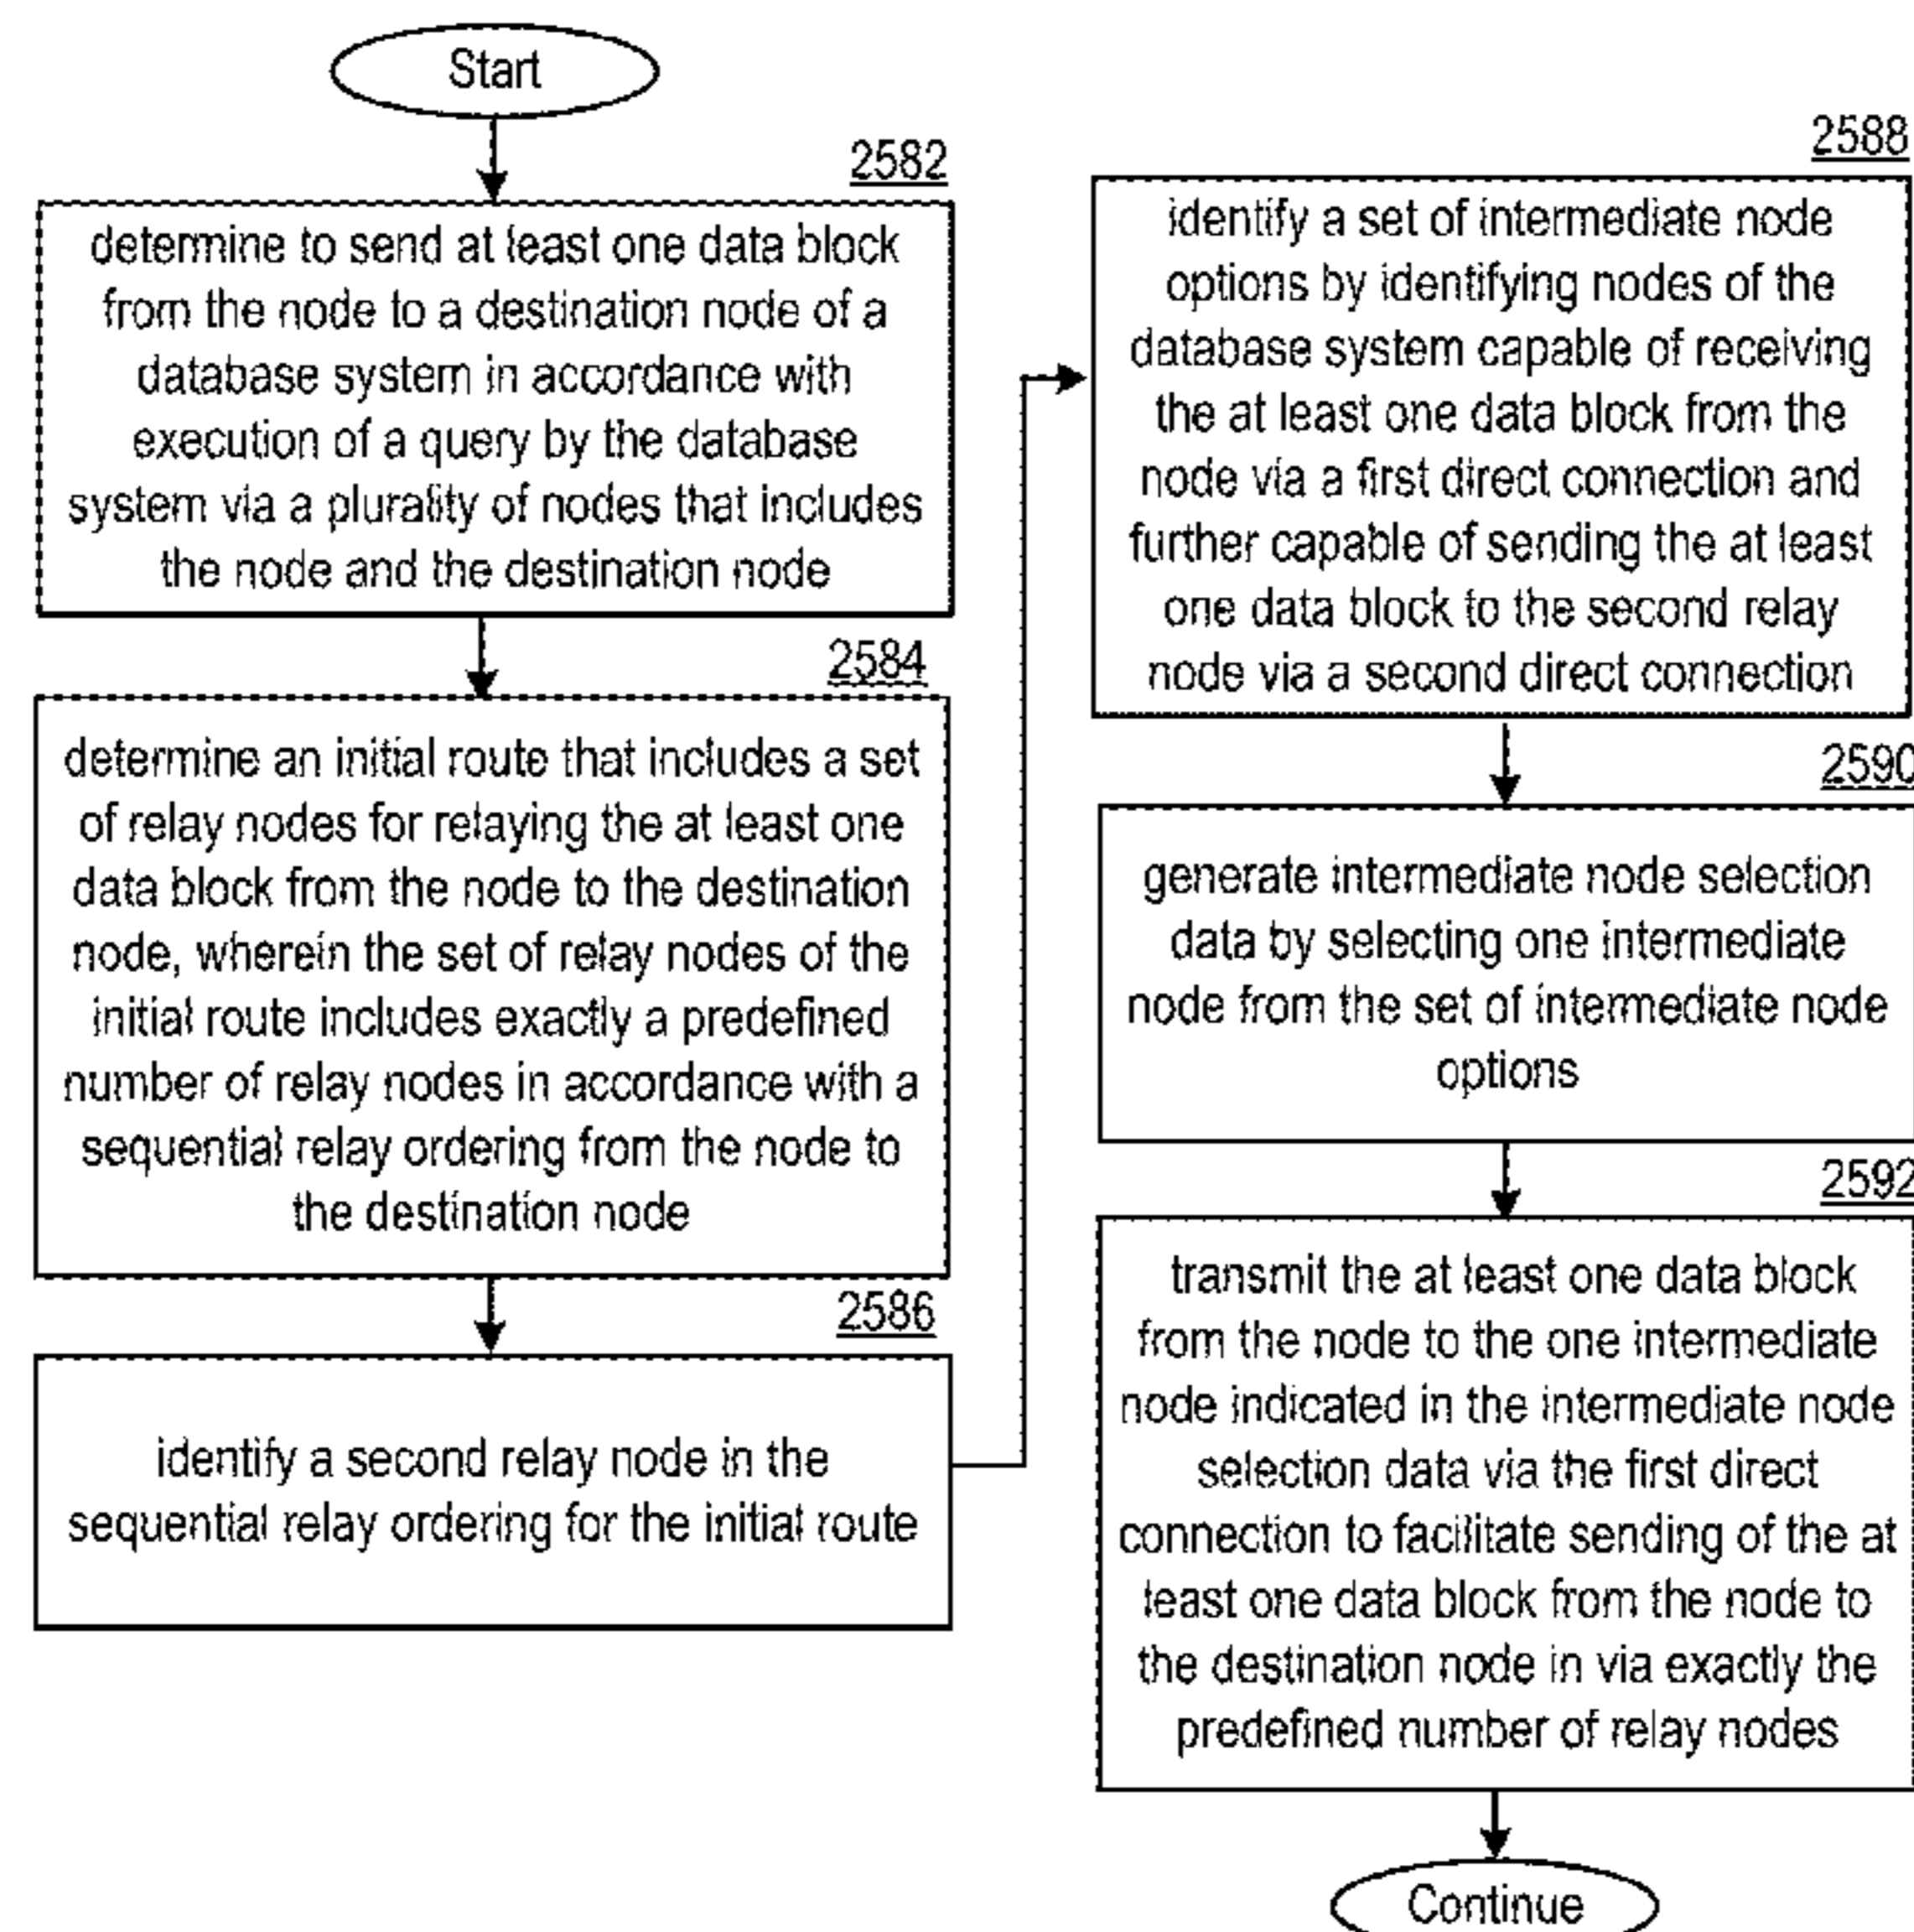 Start
2582
determine to send at least one data block
from the node to a destination node of a
database system in accordance with
execution of a query by the database
system via a plurality of nodes that includes
the node and the destination node
2584
determine an initial route that includes a set
of relay nodes for relaying the at least one
data block from the node to the destination
node, wherein the set of relay nodes of the
initial route includes exactly a predefined
number of relay nodes in accordance with a
sequential relay ordering from the node to
the destination node
2586
identify a second relay node in the
sequential relay ordering for the initial route
2588
identify a set of intermediate node
options by identifying nodes of the
database system capable of receiving
the at least one data block from the
node via a first direct connection and
further capable of sending the at least
one data block to the second relay
node via a second direct connection
2590
generate intermediate node selection
data by selecting one intermediate
node from the set of intermediate node
options
2592
transmit the at least one data block
from the node to the one intermediate
node indicated in the intermediate node
selection data via the first direct
connection to facilitate sending of the at
least one data block from the node to
the destination node in via exactly the
predefined number of relay nodes
Continue